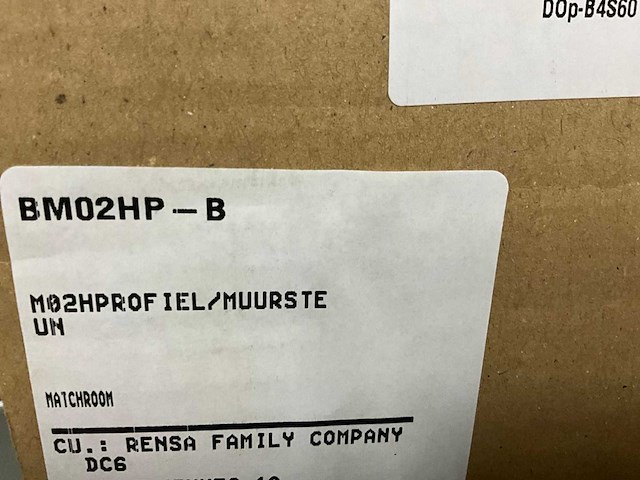 DOp-B4S60
BM02HP-B
M02HPROFIEL/MUURSTE
UN
MATCHROOM
CU.: RENSA FAMILY COMPANY
DC6